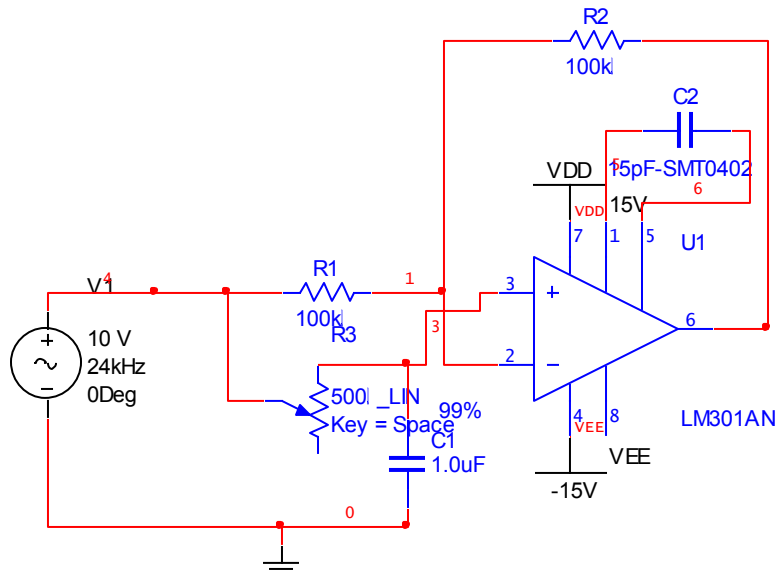 R2
100k
C2
15pF-SMT0402
5
6
VDD
15V
VDD
7
1
5
U1
V1
4
R1
1
3
+
100k
R3
3
6
10 V
24kHz
0Deg
2
500k_LIN
99%
Key = Space
4
8
LM301AN
C1
VEE
1.0uF
VEE
-15V
0